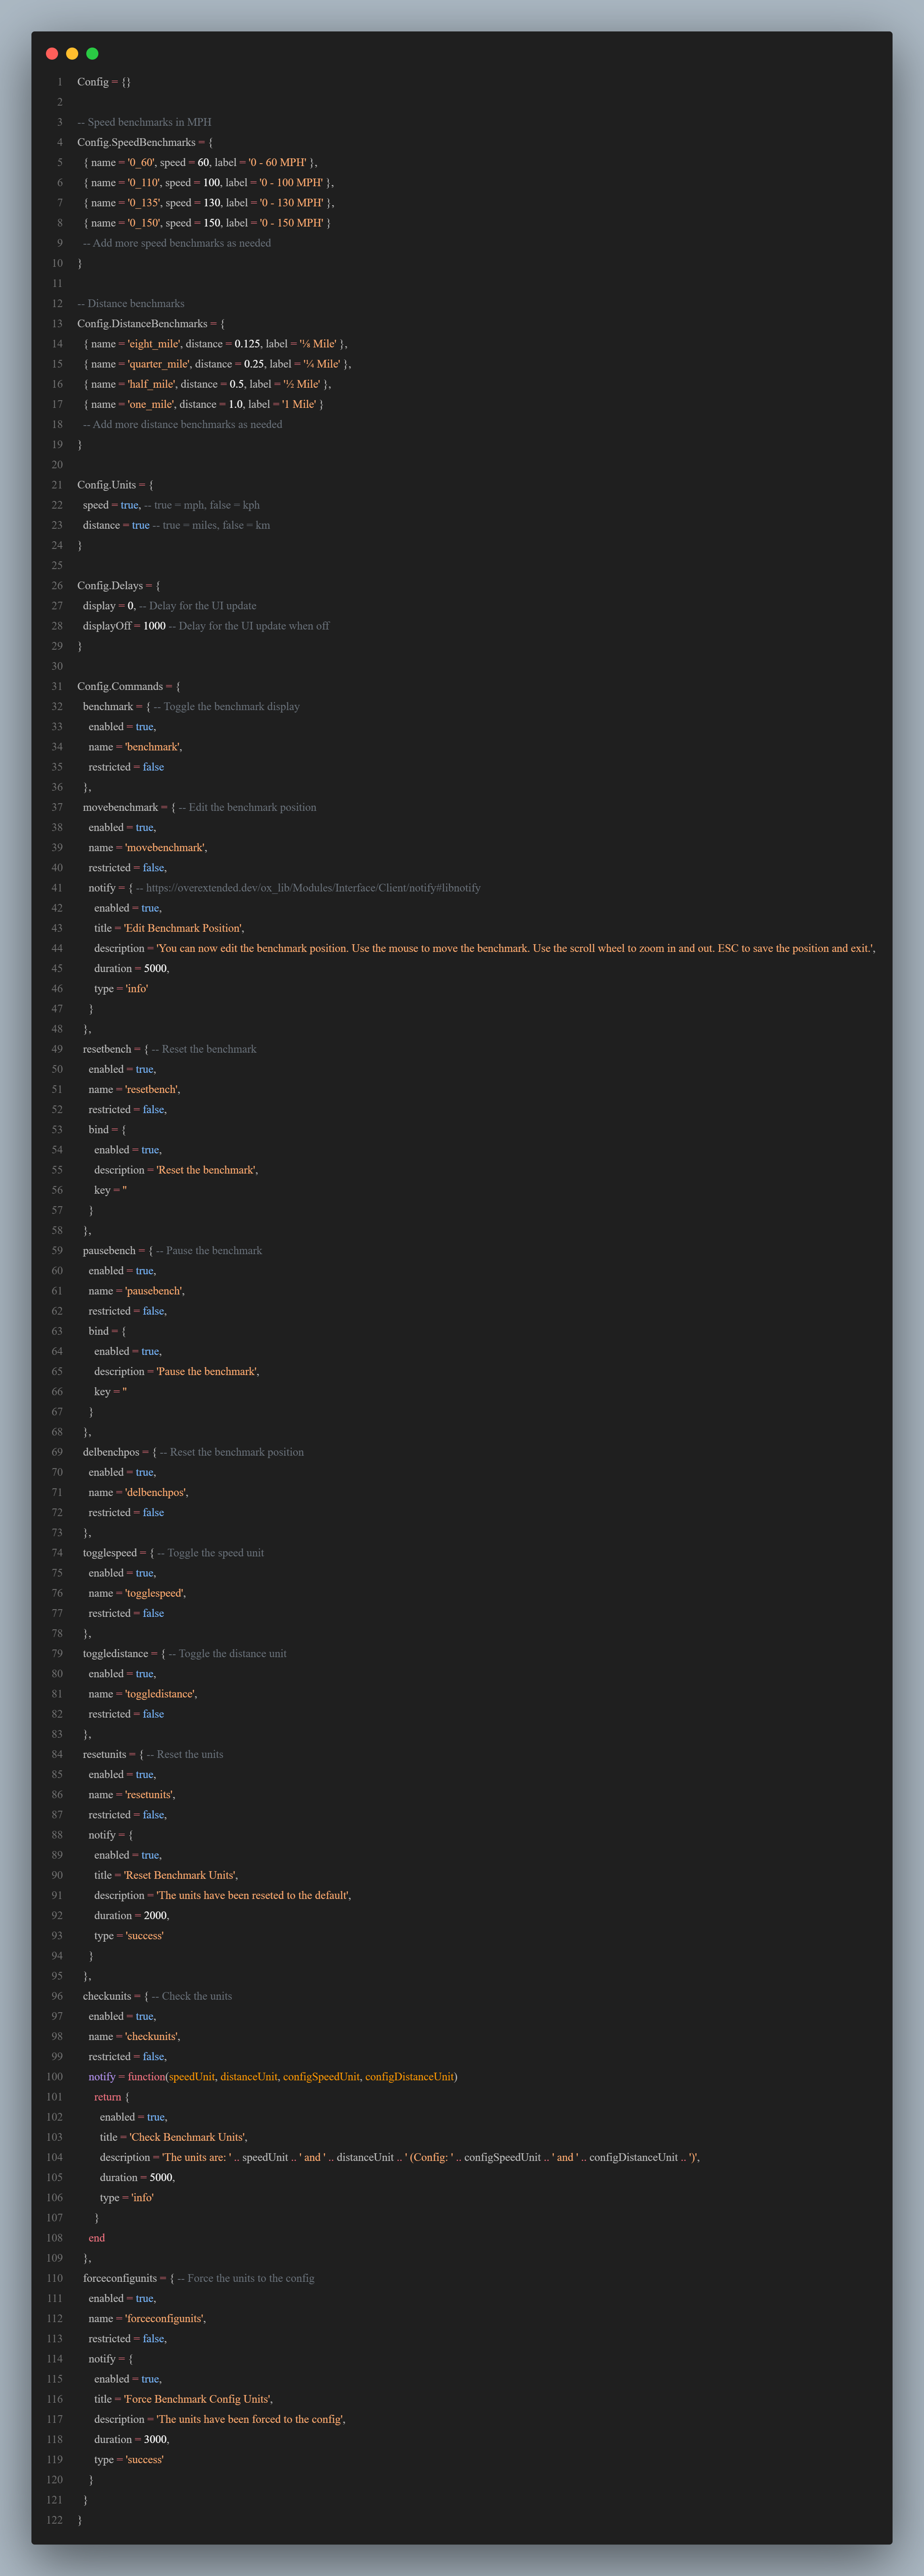 1 Config = {}
2
3 -- Speed benchmarks in MPH
4 Config.SpeedBenchmarks = {
5 { name = '0_60', speed = 60, label = '0 - 60 MPH' },
6 { name = '0_110', speed = 100, label = '0 - 100 MPH' },
7 { name = '0_135', speed = 130, label = '0 - 130 MPH' },
8 { name = '0_150', speed = 150, label = '0 - 150 MPH' }
9 -- Add more speed benchmarks as needed
10 }
11
12 -- Distance benchmarks
13 Config.DistanceBenchmarks = {
14 { name = 'eight_mile', distance = 0.125, label = '⅛ Mile' },
15 { name = 'quarter_mile', distance = 0.25, label = '¼ Mile' },
16 { name = 'half_mile', distance = 0.5, label = '½ Mile' },
17 { name = 'one_mile', distance = 1.0, label = '1 Mile' }
18 -- Add more distance benchmarks as needed
19 }
20
21 Config.Units = {
22 speed = true, -- true = mph, false = kph
23 distance = true -- true = miles, false = km
24 }
25
26 Config.Delays = {
27 display = 0, -- Delay for the UI update
28 displayOff = 1000 -- Delay for the UI update when off
29 }
30
31 Config.Commands = {
32 benchmark = { -- Toggle the benchmark display
33 enabled = true,
34 name = 'benchmark',
35 restricted = false
36 },
37 movebenchmark = { -- Edit the benchmark position
38 enabled = true,
39 name = 'movebenchmark',
40 restricted = false,
41 notify = { -- https://overextended.dev/ox_lib/Modules/Interface/Client/notify#libnotify
42 enabled = true,
43 title = 'Edit Benchmark Position',
44 description = 'You can now edit the benchmark position. Use the mouse to move the benchmark. Use the scroll wheel to zoom in and out. ESC to save the position and exit.',
45 duration = 5000,
46 type = 'info'
47 }
48 },
49 resetbench = { -- Reset the benchmark
50 enabled = true,
51 name = 'resetbench',
52 restricted = false,
53 bind = {
54 enabled = true,
55 description = 'Reset the benchmark',
56 key = ''
57 }
58 },
59 pausebench = { -- Pause the benchmark
60 enabled = true,
61 name = 'pausebench',
62 restricted = false,
63 bind = {
64 enabled = true,
65 description = 'Pause the benchmark',
66 key = ''
67 }
68 },
69 delbenchpos = { -- Reset the benchmark position
70 enabled = true,
71 name = 'delbenchpos',
72 restricted = false
73 },
74 togglespeed = { -- Toggle the speed unit
75 enabled = true,
76 name = 'togglespeed',
77 restricted = false
78 },
79 toggledistance = { -- Toggle the distance unit
80 enabled = true,
81 name = 'toggledistance',
82 restricted = false
83 },
84 resetunits = { -- Reset the units
85 enabled = true,
86 name = 'resetunits',
87 restricted = false,
88 notify = {
89 enabled = true,
90 title = 'Reset Benchmark Units',
91 description = 'The units have been reseted to the default',
92 duration = 2000,
93 type = 'success'
94 }
95 },
96 checkunits = { -- Check the units
97 enabled = true,
98 name = 'checkunits',
99 restricted = false,
100 notify = function(speedUnit, distanceUnit, configSpeedUnit, configDistanceUnit)
101 return {
102 enabled = true,
103 title = 'Check Benchmark Units',
104 description = 'The units are: ' .. speedUnit .. ' and ' .. distanceUnit .. ' (Config: ' .. configSpeedUnit .. ' and ' .. configDistanceUnit .. ')',
105 duration = 5000,
106 type = 'info'
107 }
108 end
109 },
110 forceconfigunits = { -- Force the units to the config
111 enabled = true,
112 name = 'forceconfigunits',
113 restricted = false,
114 notify = {
115 enabled = true,
116 title = 'Force Benchmark Config Units',
117 description = 'The units have been forced to the config',
118 duration = 3000,
119 type = 'success'
120 }
121 }
122 }